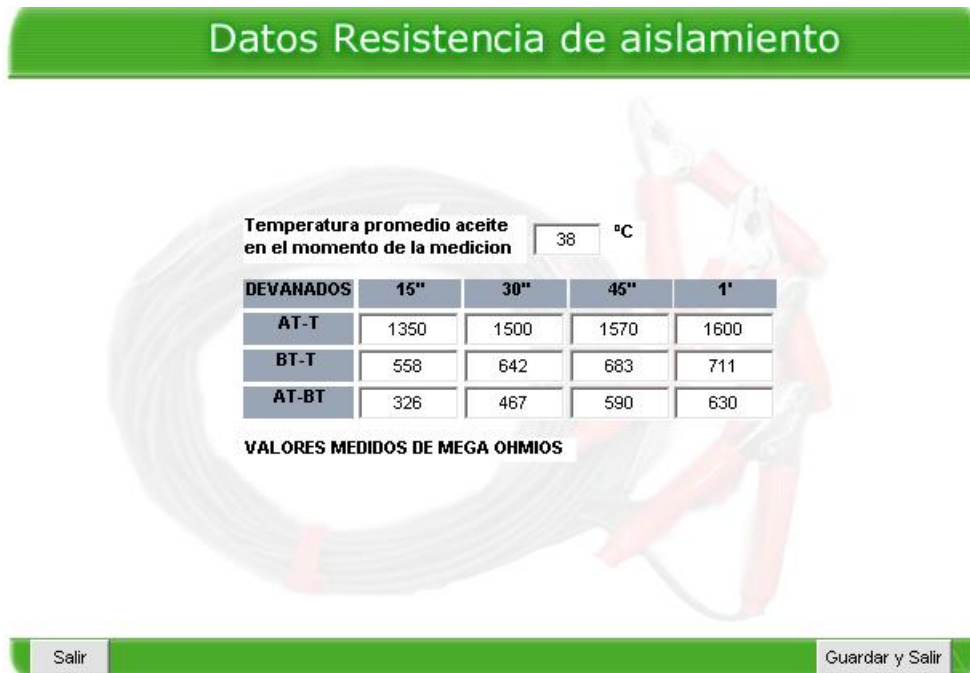 Datos Resistencia de aislamiento
Temperatura promedio aceite
en el momento de la medicion 38 ºC
DEVANADOS 15" 30" 45" 1'
AT-T 1350 1500 1570 1600
BT-T 558 642 683 711
AT-BT 326 467 590 630
VALORES MEDIDOS DE MEGA OHMIOS
Salir Guardar y Salir